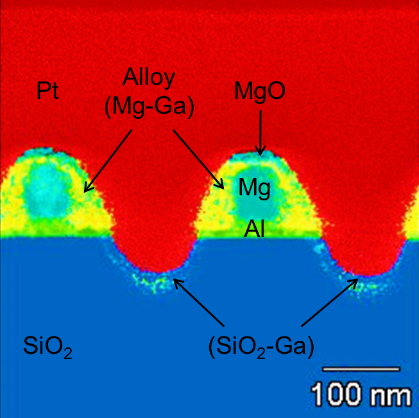 Pt
Alloy
(Mg-Ga)
MgO
Mg
Al
SiO₂
(SiO₂-Ga)
100 nm